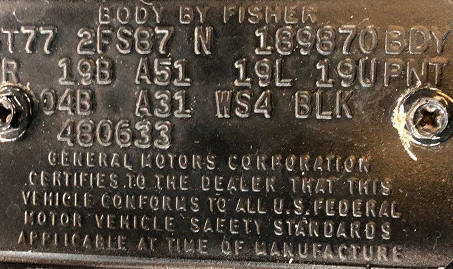 BODY BY FISHER
T77 2FS87 N 189870 BDY
R 19B A51 19L 19U PNT
04B A31 WS4 BLK
480633
GENERAL MOTORS CORPORATION
CERTIFIES TO THE DEALER THAT THIS
VEHICLE CONFORMS TO ALL U.S. FEDERAL
MOTOR VEHICLE SAFETY STANDARDS
APPLICABLE AT TIME OF MANUFACTURE